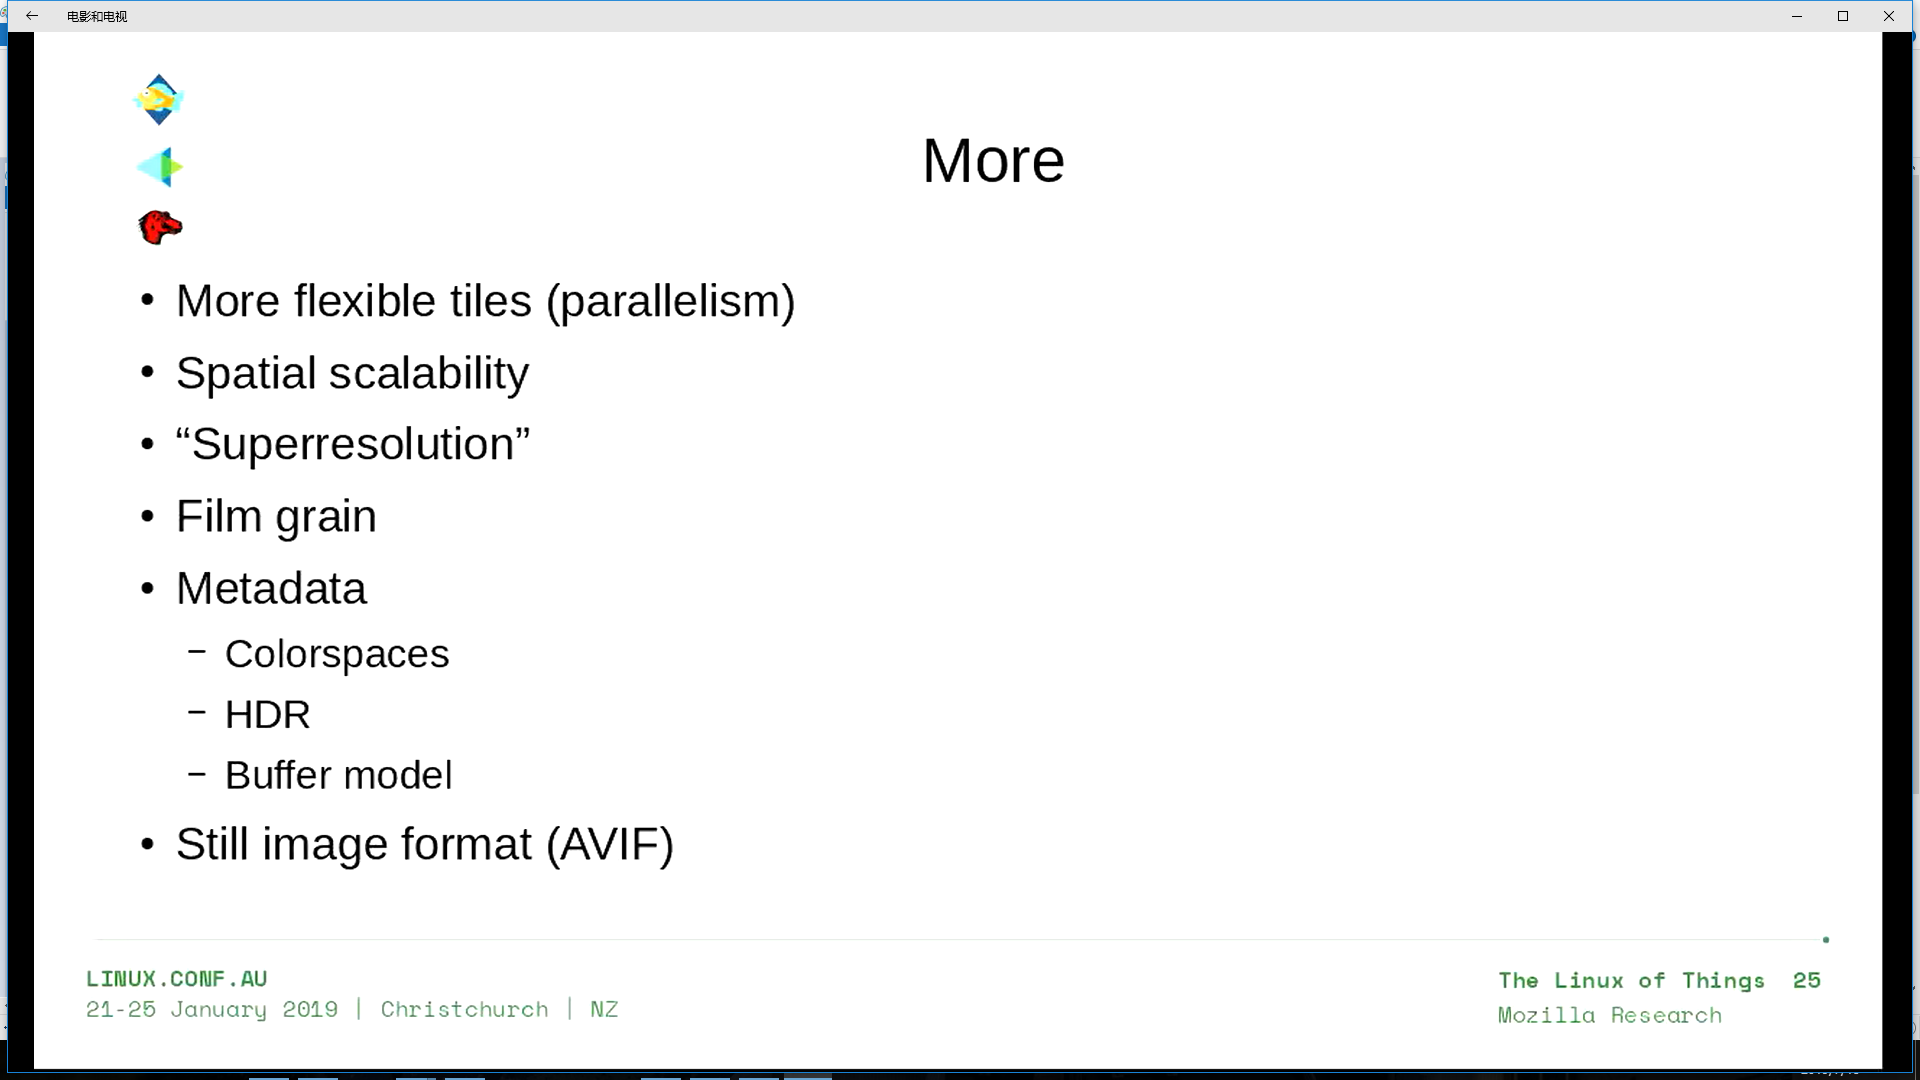 电影和电视
More
• More flexible tiles (parallelism)
• Spatial scalability
• “Superresolution”
• Film grain
• Metadata
– Colorspaces
– HDR
– Buffer model
• Still image format (AVIF)
LINUX.CONF.AU
21-25 January 2019 | Christchurch | NZ
The Linux of Things 25
Mozilla Research